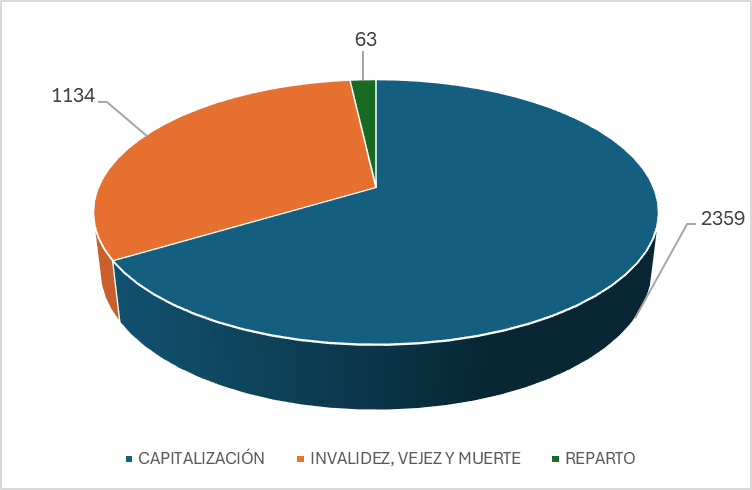 63
1134
2359
CAPITALIZACIÓN INVALIDEZ, VEJEZ Y MUERTE REPARTO